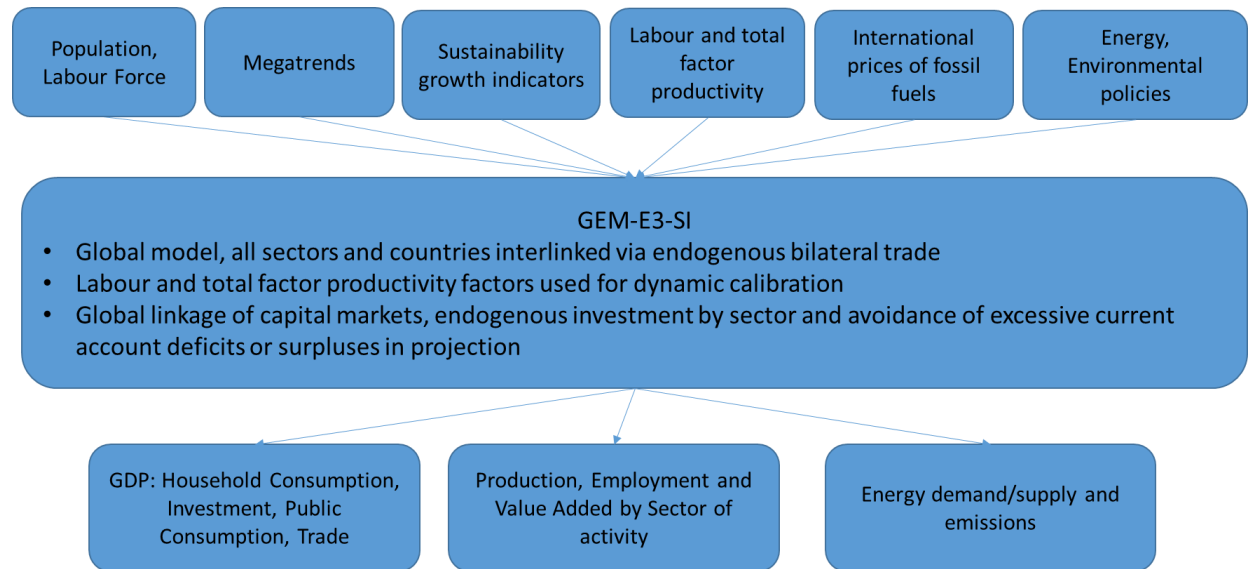 Population,
Labour Force
Megatrends
Sustainability
growth indicators
Labour and total
factor
productivity
International
prices of fossil
fuels
Energy,
Environmental
policies
GEM-E3-SI
• Global model, all sectors and countries interlinked via endogenous bilateral trade
• Labour and total factor productivity factors used for dynamic calibration
• Global linkage of capital markets, endogenous investment by sector and avoidance of excessive current
account deficits or surpluses in projection
GDP: Household Consumption,
Investment, Public
Consumption, Trade
Production, Employment and
Value Added by Sector of
activity
Energy demand/supply and
emissions